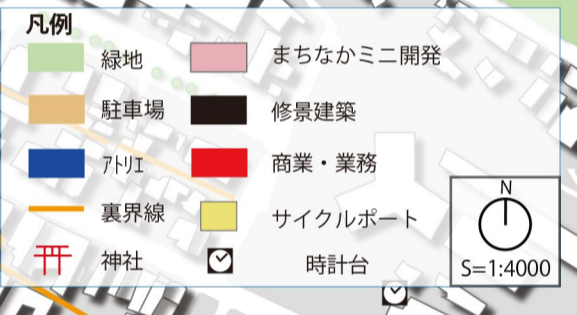 凡例
緑地
まちなかミニ開発
駐車場
修景建築
アトリエ
商業・業務
裏界線
サイクルポート
神社
時計台
N
S=1:4000